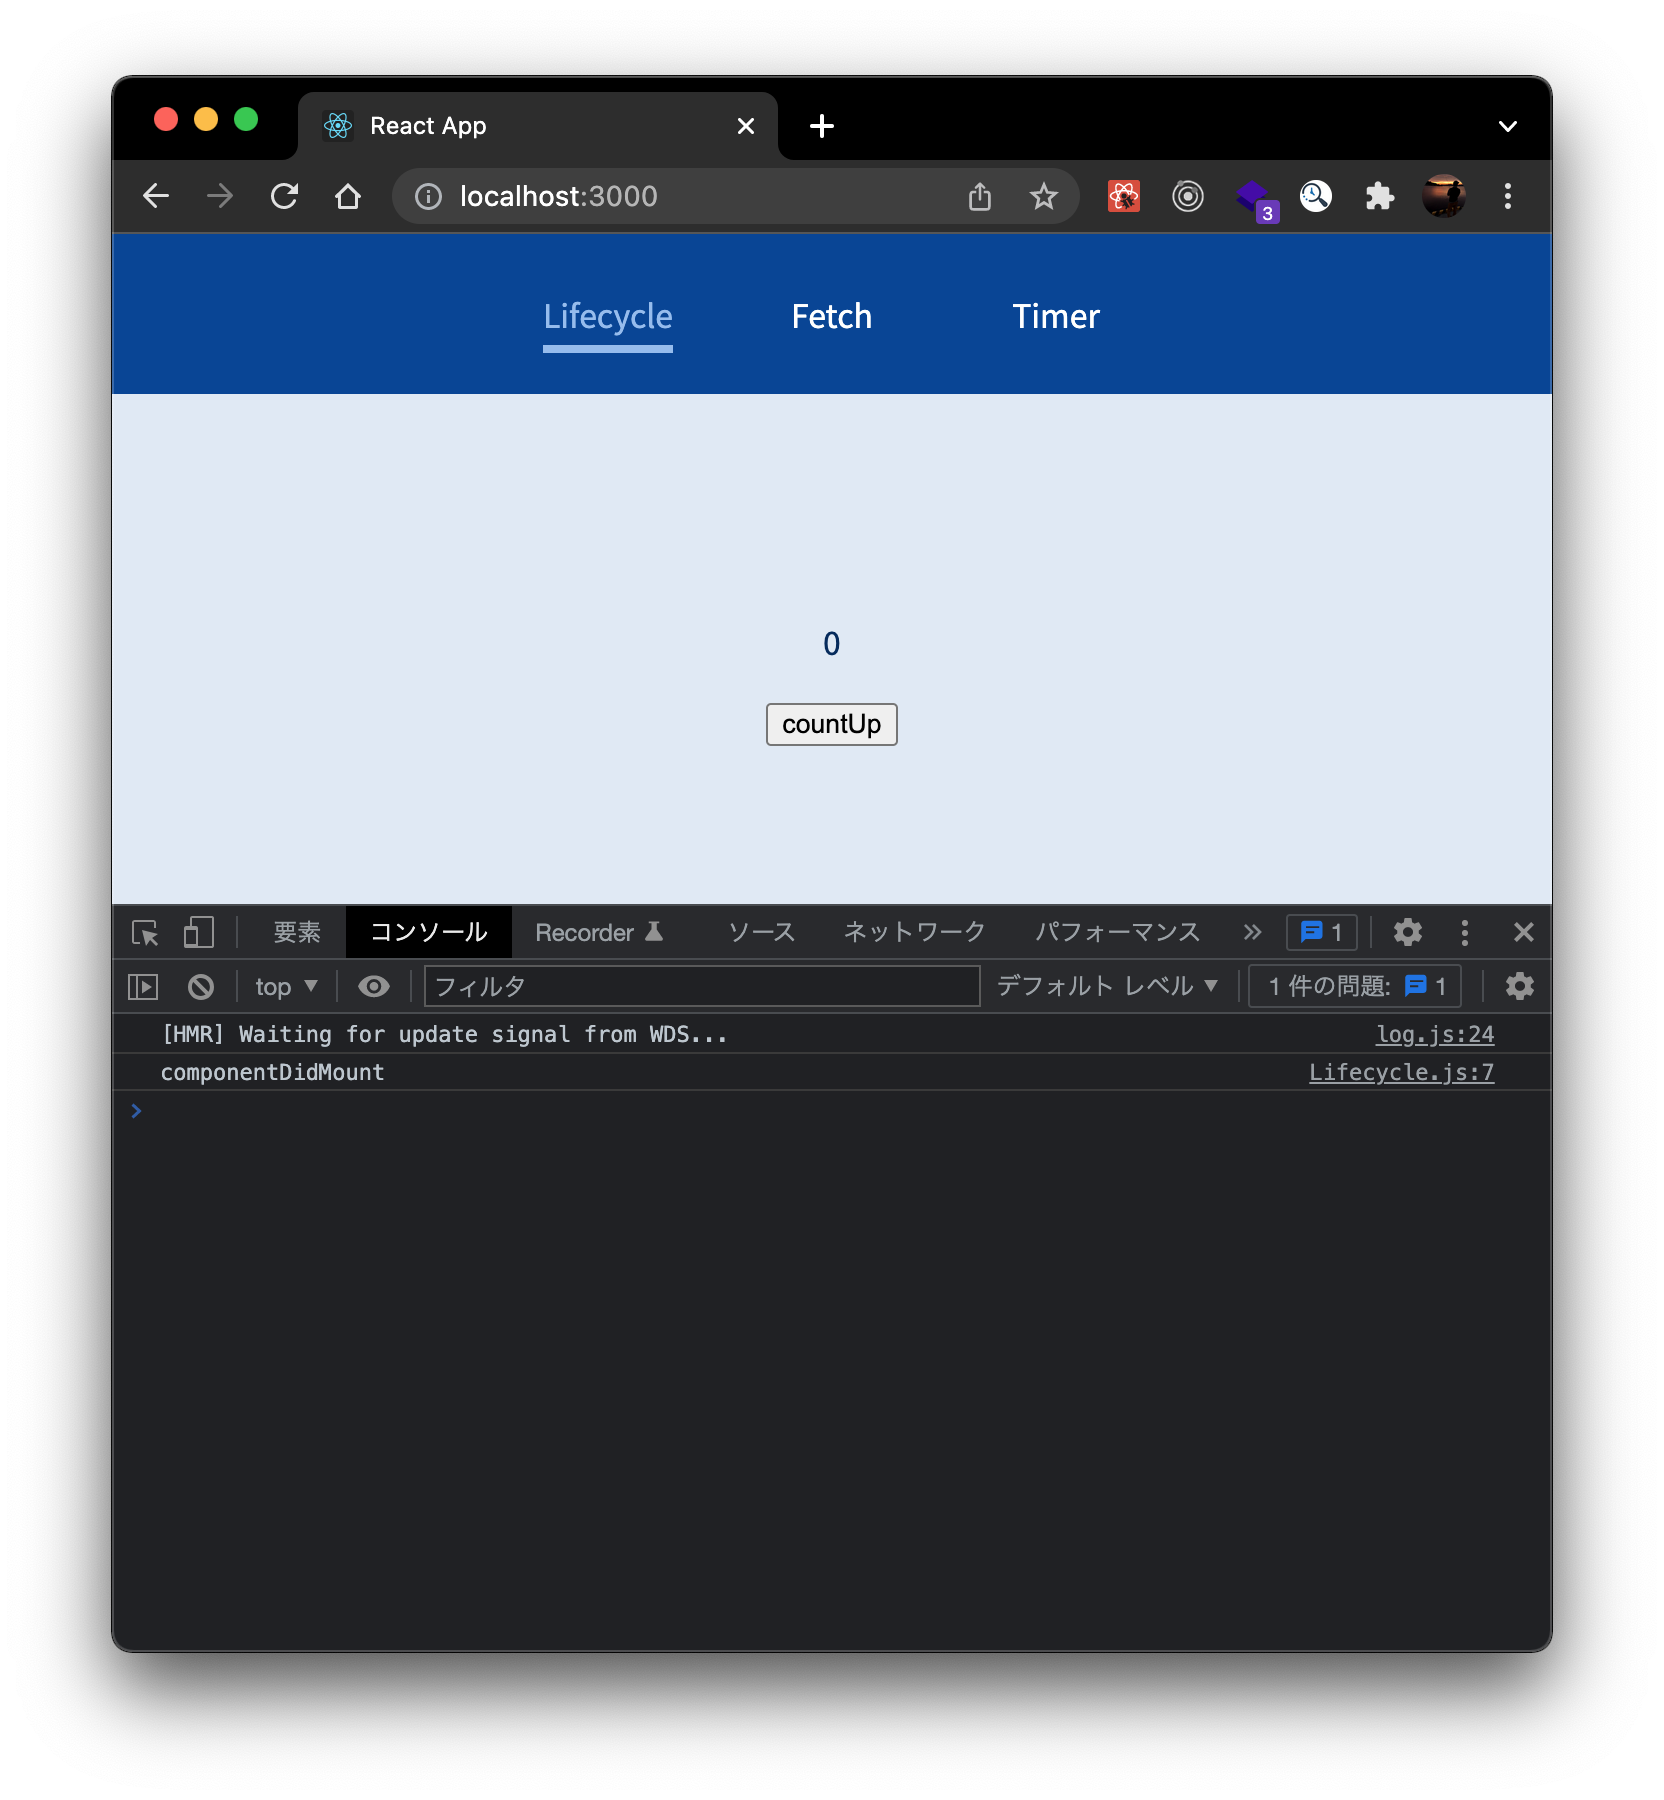 React App
localhost:3000
3
Lifecycle Fetch Timer
0
countUp
要素 コンソール Recorder ソース ネットワーク パフォーマンス 1
top フィルタ デフォルト レベル 1 件の問題: 1
[HMR] Waiting for update signal from WDS... log.js:24
componentDidMount Lifecycle.js:7